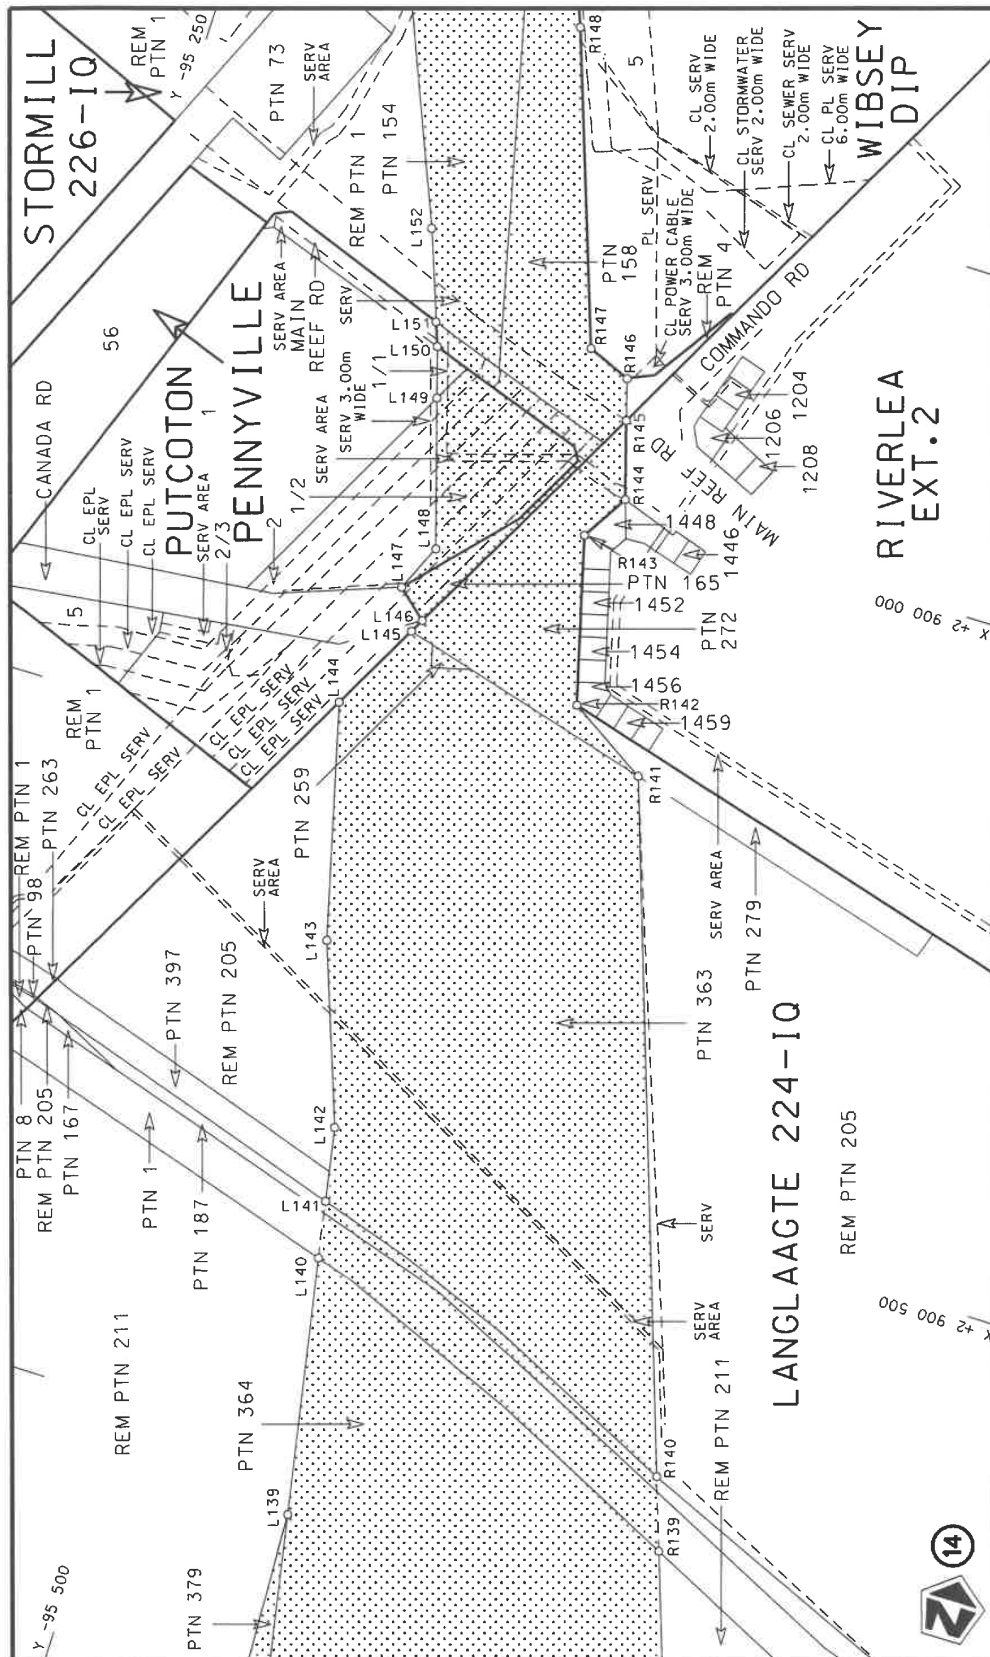 STORMILL
226-IQ
REM
PTN 1
Y -95 250
PTN 73
SERV
AREA
REM PTN 1
PTN 154
L152
R148
5
CL SERV
2.00m WIDE
CL STORMWATER
SERV 2.00m WIDE
CL SEWER SERV
2.00m WIDE
CL PL SERV
6.00m WIDE
WIBSEY
DIP
PTN
158
PL SERV
CL POWER CABLE
SERV 3.00m WIDE
REM
PTN 4
COMMANDO RD
56
CANADA RD
PUTCOTON
1
PENNYVILLE
SERV AREA
MAIN
REEF RD
SERV
L151
L150
1/1
L149
SERV 3.00m
WIDE
SERV AREA
1/2
L148
2
2/3
SERV AREA
CL EPL SERV
CL EPL SERV
CL EPL
SERV
5
REM
PTN 1
L147
L146
L145
L144
R147
R146
R145
R144
R143
MAIN REEF RD
1204
1206
1208
1448
1446
PTN 165
1452
PTN
272
1454
1456
R142
1459
R141
RIVERLEA
EXT.2
X +2 900 000
CL EPL SERV
CL EPL SERV
CL EPL SERV
CL EPL SERV
CL EPL SERV
PTN 259
SERV
AREA
REM PTN 1
PTN 263
PTN 98
PTN 8
REM PTN 205
PTN 167
PTN 1
PTN 187
PTN 397
REM PTN 205
L143
L142
L141
L140
SERV AREA
PTN 279
PTN 363
LANGLAAGTE 224-IQ
REM PTN 205
SERV
SERV
AREA
X +2 900 500
REM PTN 211
PTN 364
L139
PTN 379
Y -95 500
R140
R139
REM PTN 211
N
14